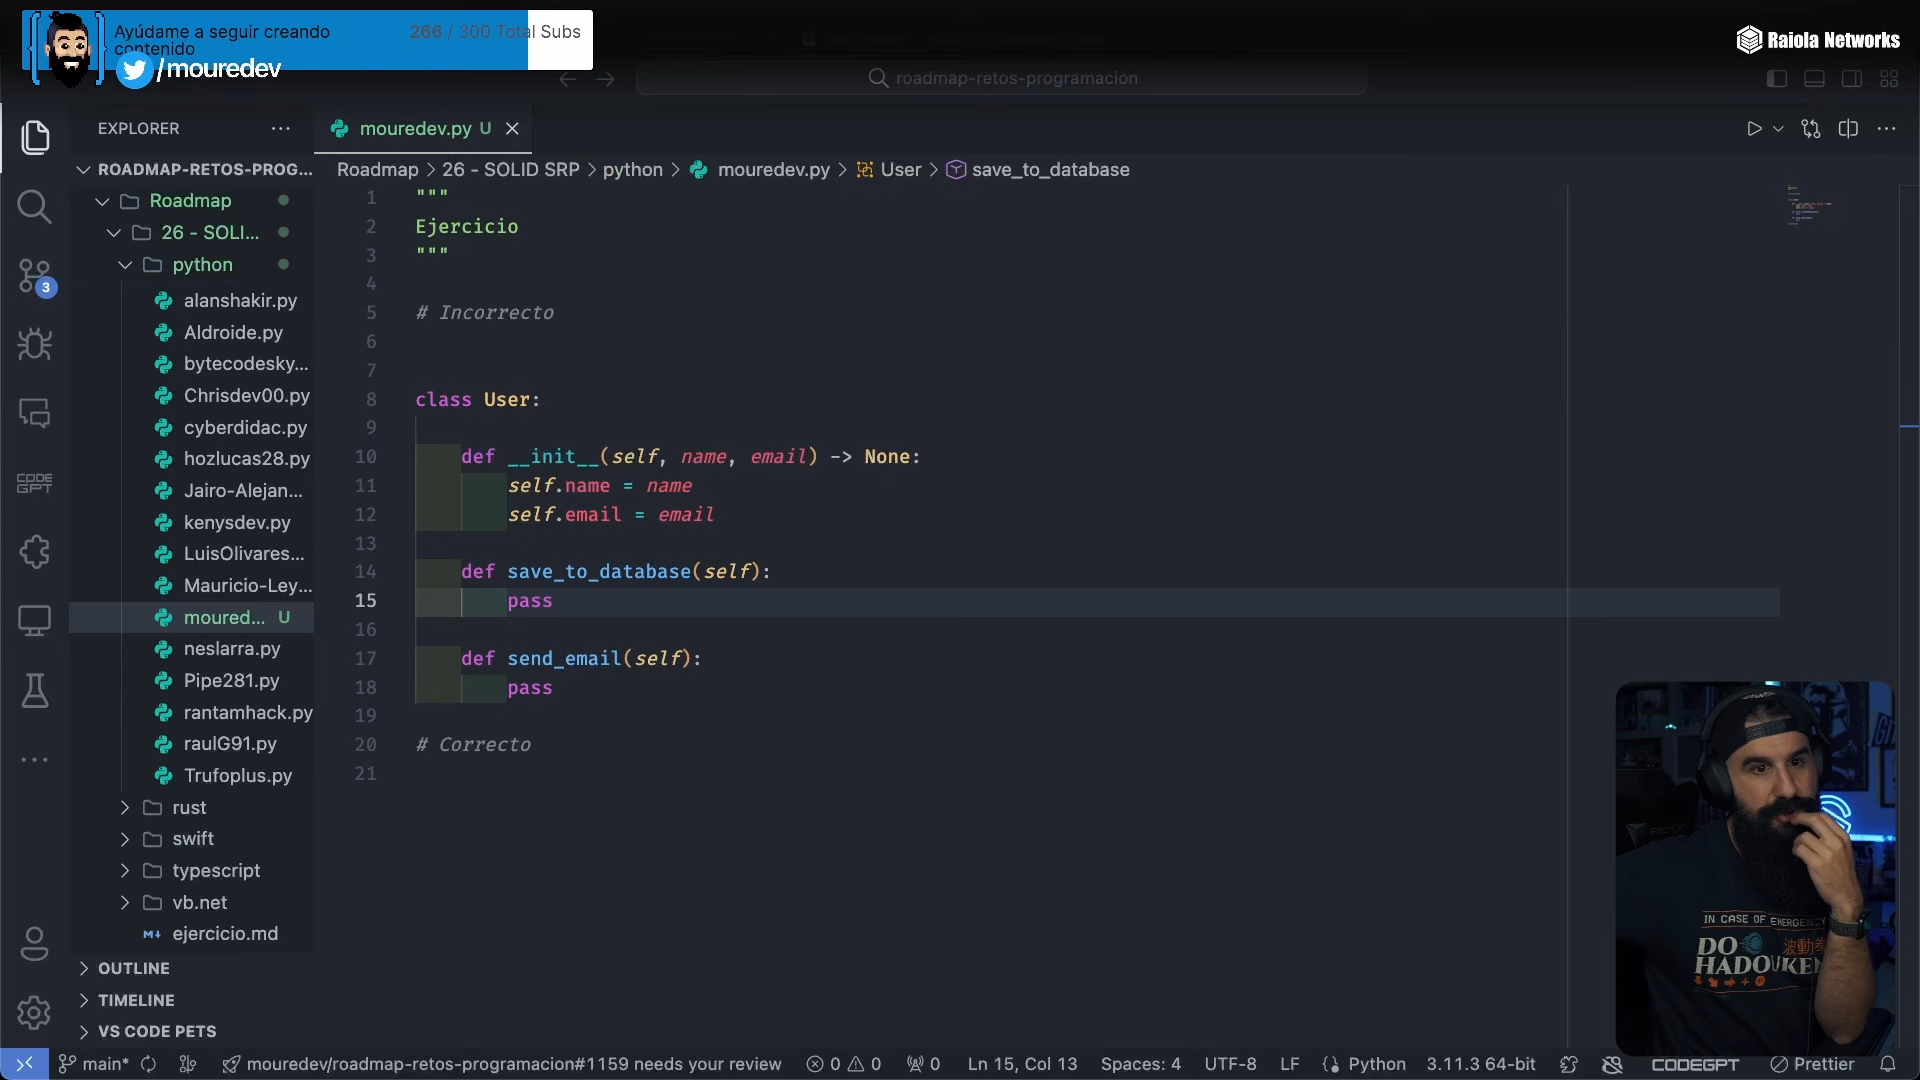 Ayúdame a seguir creando contenido
266 / 300 Total Subs
/mouredev
Raiola Networks
roadmap-retos-programacion
EXPLORER
mouredev.py U
ROADMAP-RETOS-PROG...
Roadmap > 26 - SOLID SRP > python > mouredev.py > User > save_to_database
Roadmap
26 - SOLI...
python
alanshakir.py
Aldroide.py
bytecodesky...
Chrisdev00.py
cyberdidac.py
hozlucas28.py
Jairo-Alejan...
kenysdev.py
LuisOlivares...
Mauricio-Ley...
moured... U
neslarra.py
Pipe281.py
rantamhack.py
raulG91.py
Trufoplus.py
rust
swift
typescript
vb.net
ejercicio.md
OUTLINE
TIMELINE
VS CODE PETS
3
CODE
GPT
1 """
2 Ejercicio
3 """
4
5 # Incorrecto
6
7
8 class User:
9
10 def __init__(self, name, email) -> None:
11 self.name = name
12 self.email = email
13
14 def save_to_database(self):
15 pass
16
17 def send_email(self):
18 pass
19
20 # Correcto
21
IN CASE OF EMERGENCY
DO 波動拳
HADOUKEN
main* mouredev/roadmap-retos-programacion#1159 needs your review 0 0 0 Ln 15, Col 13 Spaces: 4 UTF-8 LF Python 3.11.3 64-bit CODEGPT Prettier